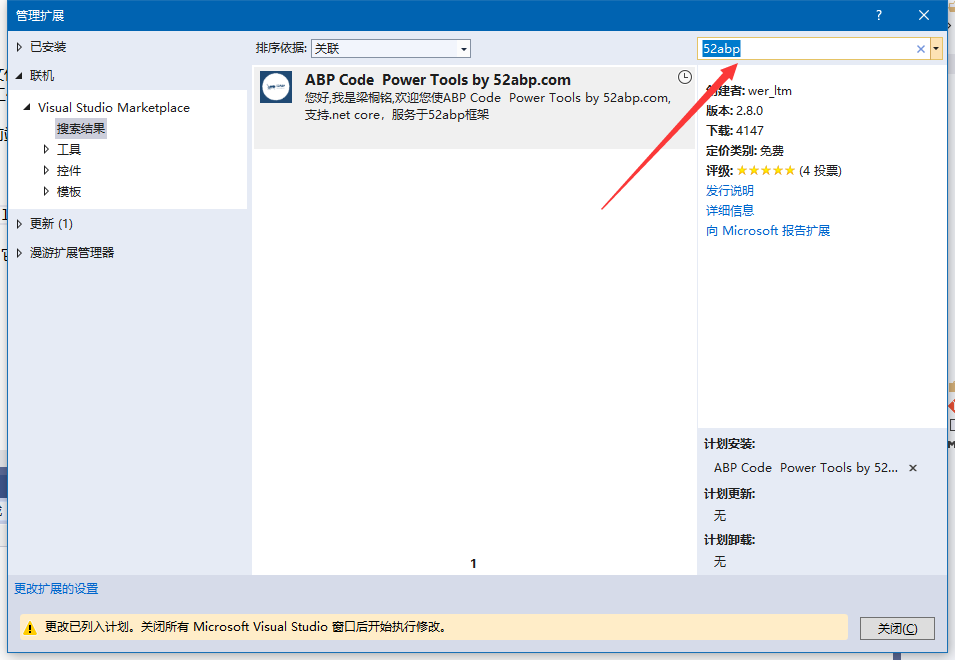 管理扩展
?
已安装
联机
Visual Studio Marketplace
搜索结果
工具
控件
模板
更新 (1)
漫游扩展管理器
排序依据: 关联
52abp
ABP Code  Power Tools by 52abp.com
您好,我是梁桐铭,欢迎您使ABP Code  Power Tools by 52abp.com,
支持.net core，服务于52abp框架
1
创建者: wer_ltm
版本: 2.8.0
下载: 4147
定价类别: 免费
评级: ★★★★★ (4 投票)
发行说明
详细信息
向 Microsoft 报告扩展
计划安装:
ABP Code  Power Tools by 52...
计划更新:
无
计划卸载:
无
更改扩展的设置
更改已列入计划。关闭所有 Microsoft Visual Studio 窗口后开始执行修改。
关闭(C)